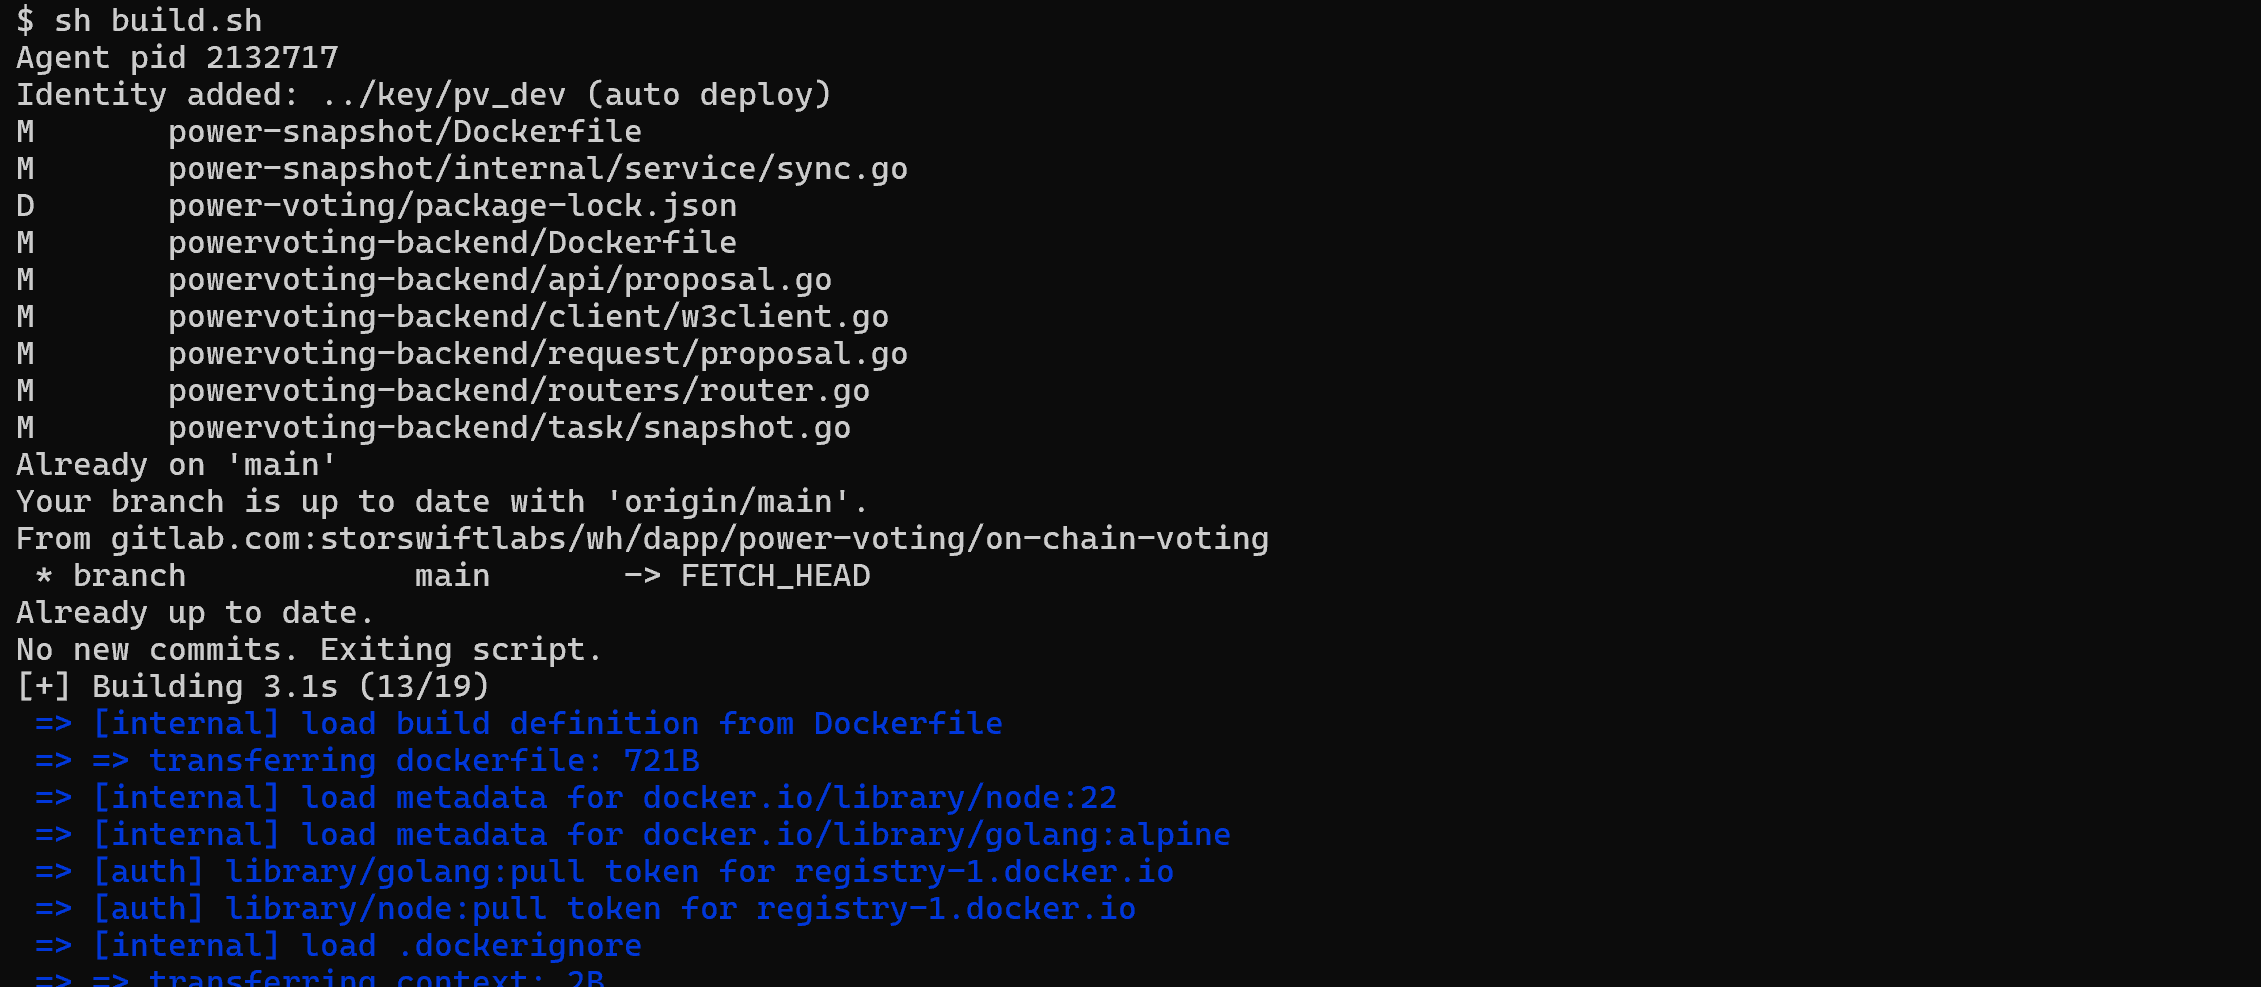 $ sh build.sh
Agent pid 2132717
Identity added: ../key/pv_dev (auto deploy)
M       power-snapshot/Dockerfile
M       power-snapshot/internal/service/sync.go
D       power-voting/package-lock.json
M       powervoting-backend/Dockerfile
M       powervoting-backend/api/proposal.go
M       powervoting-backend/client/w3client.go
M       powervoting-backend/request/proposal.go
M       powervoting-backend/routers/router.go
M       powervoting-backend/task/snapshot.go
Already on 'main'
Your branch is up to date with 'origin/main'.
From gitlab.com:storswiftlabs/wh/dapp/power-voting/on-chain-voting
 * branch            main       -> FETCH_HEAD
Already up to date.
No new commits. Exiting script.
[+] Building 3.1s (13/19)
 => [internal] load build definition from Dockerfile
 => => transferring dockerfile: 721B
 => [internal] load metadata for docker.io/library/node:22
 => [internal] load metadata for docker.io/library/golang:alpine
 => [auth] library/golang:pull token for registry-1.docker.io
 => [auth] library/node:pull token for registry-1.docker.io
 => [internal] load .dockerignore
 => => transferring context: 2B